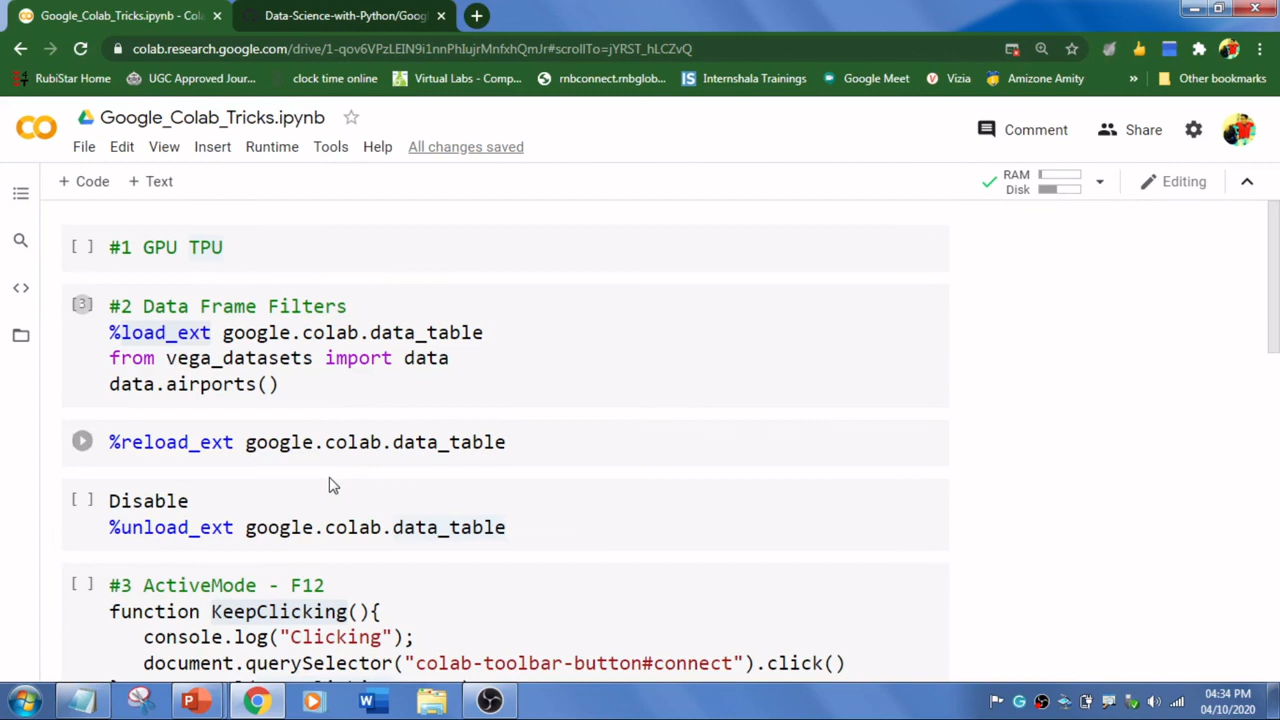 Google_Colab_Tricks.ipynb - Cola
Data-Science-with-Python/Googl
colab.research.google.com/drive/1-qov6VPzLEIN9i1nnPhIujrMnfxhQmJr#scrollTo=jYRST_hLCZvQ
RubiStar Home
UGC Approved Jour...
clock time online
Virtual Labs - Comp...
rnbconnect.rnbglob...
Internshala Trainings
Google Meet
Vizia
Amizone Amity
»
Other bookmarks
Google_Colab_Tricks.ipynb
Comment
Share
File Edit View Insert Runtime Tools Help All changes saved
+ Code + Text
RAM
Disk
Editing
[ ] #1 GPU TPU
[3] #2 Data Frame Filters
%load_ext google.colab.data_table
from vega_datasets import data
data.airports()
%reload_ext google.colab.data_table
[ ] Disable
%unload_ext google.colab.data_table
[ ] #3 ActiveMode - F12
function KeepClicking(){
console.log("Clicking");
document.querySelector("colab-toolbar-button#connect").click()
04:34 PM
04/10/2020